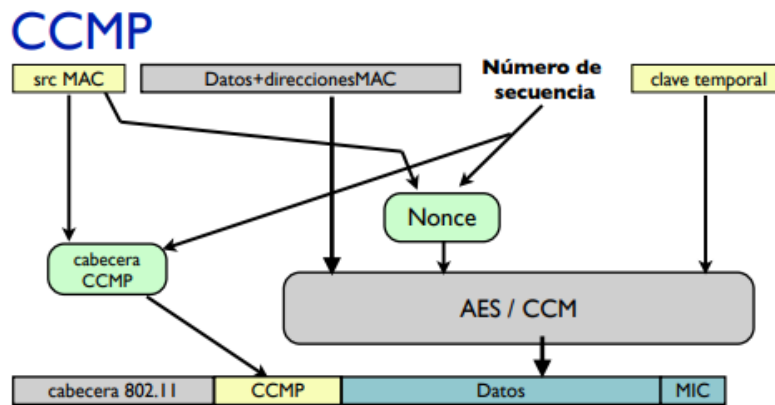 CCMP
src MAC
Datos+direccionesMAC
Número de
secuencia
clave temporal
Nonce
cabecera
CCMP
AES / CCM
cabecera 802.11
CCMP
Datos
MIC